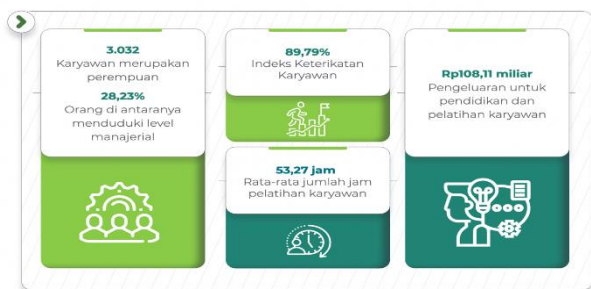 3.032
Karyawan merupakan
perempuan
28,23%
Orang di antaranya
menduduki level
manajerial
89,79%
Indeks Keterikatan
Karyawan
53,27 jam
Rata-rata jumlah jam
pelatihan karyawan
Rp108,11 miliar
Pengeluaran untuk
pendidikan dan
pelatihan karyawan